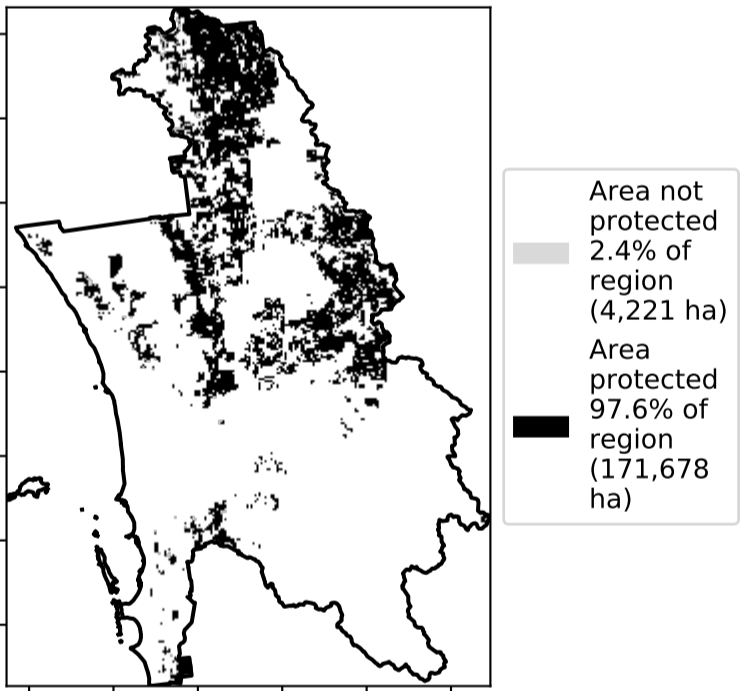 Area not
protected
2.4% of
region
(4,221 ha)
Area
protected
97.6% of
region
(171,678
ha)